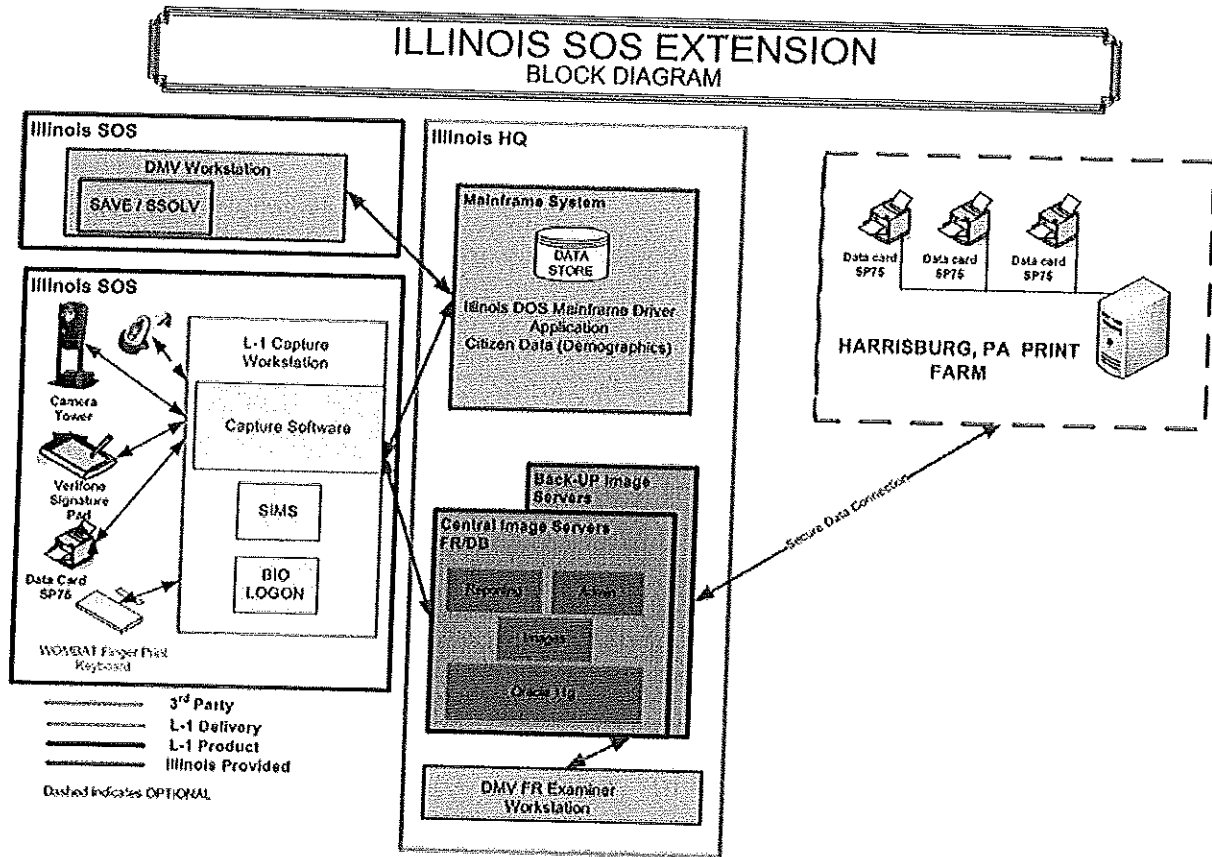 ILLINOIS SOS EXTENSION
BLOCK DIAGRAM
Illinois SOS
DMV Workstation
SAVE / SSOLV
Illinois SOS
L-1 Capture
Workstation
Capture Software
SIMS
BIO
LOGON
Camera
Tower
Verifone
Signature
Pad
Data Card
SP75
WOMBAT Finger Print
Keyboard
3rd Party
L-1 Delivery
L-1 Product
Illinois Provided
Dashed Indicates OPTIONAL
Illinois HQ
Mainframe System
DATA
STORE
Illinois DOS Mainframe Driver
Application
Citizen Data (Demographics)
Back-UP Image
Servers
Central Image Servers
FR/DB
Reporting
Admin
Images
Oracle 11g
DMV FR Examiner
Workstation
Data card
SP75
Data card
SP75
Data card
SP75
HARRISBURG, PA PRINT
FARM
Secure Data Connection